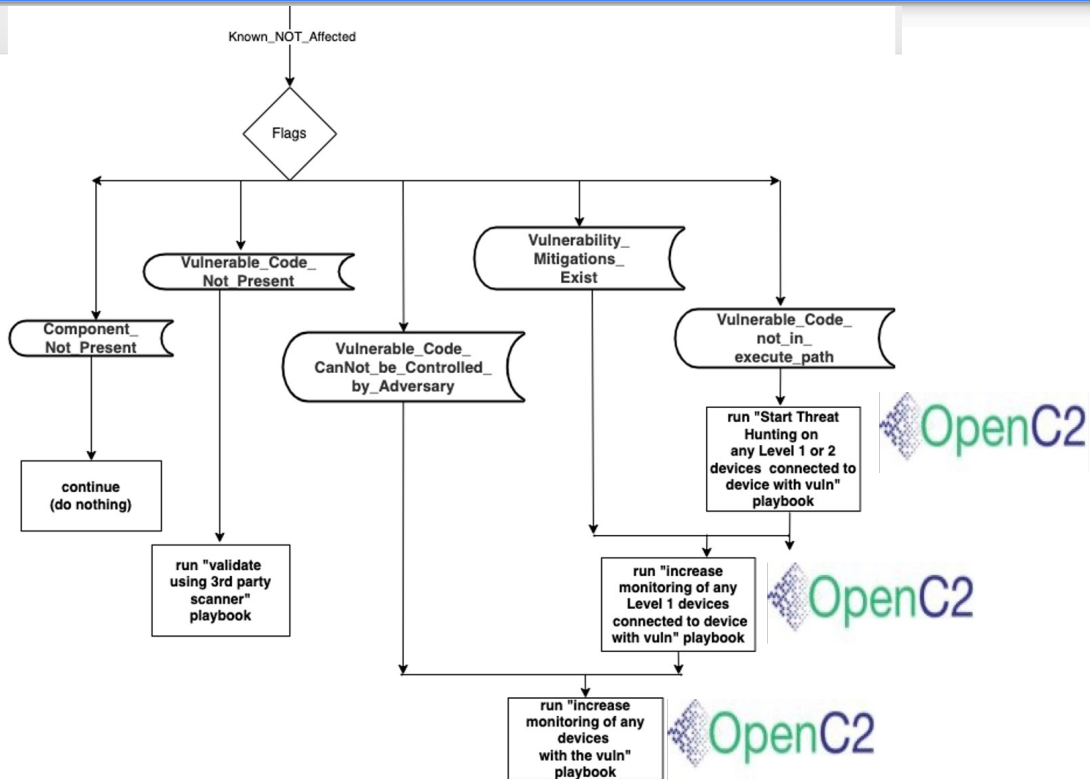 Known_NOT_Affected
Flags
Vulnerable_Code_
Not_Present
Vulnerability_
Mitigations_
Exist
Component_
Not_Present
Vulnerable_Code_
CanNot_be_Controlled_
by_Adversary
Vulnerable_Code_
not_in_
execute_path
run "Start Threat
Hunting on
any Level 1 or 2
devices connected to
device with vuln"
playbook
OpenC2
continue
(do nothing)
run "validate
using 3rd party
scanner"
playbook
run "increase
monitoring of any
Level 1 devices
connected to device
with vuln" playbook
OpenC2
run "increase
monitoring of any
devices
with the vuln"
playbook
OpenC2